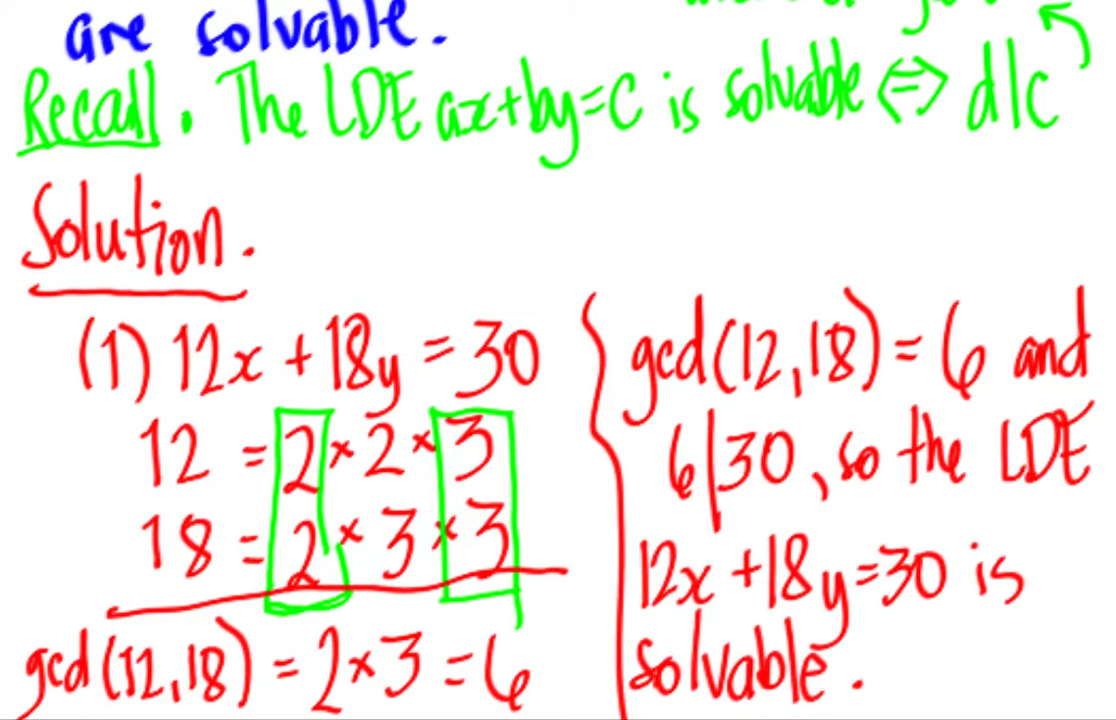 are solvable.
Recall. The LDE ax+by=c is solvable ⟺ d|c
Solution.
(1) 12x + 18y = 30
12 = 2 × 2 × 3
18 = 2 × 3 × 3
gcd(12,18) = 2×3 = 6
gcd(12,18) = 6 and
6|30, so the LDE
12x +18y=30 is
solvable.